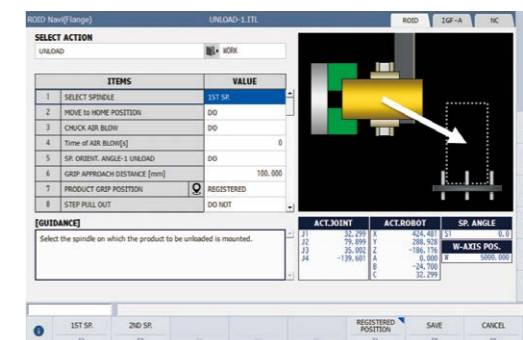 ROID Navi[Flange]
UNLOAD-1.ITL
ROID
IGF-A
NC
SELECT ACTION
UNLOAD
WORK
ITEMS VALUE
1 SELECT SPINDLE 1ST SP.
2 MOVE to HOME POSITION DO
3 CHUCK AIR BLOW DO
4 Time of AIR BLOW[s] 0
5 SP. ORIENT. ANGLE-1 UNLOAD DO
6 GRIP APPROACH DISTANCE [mm] 100.000
7 PRODUCT GRIP POSITION REGISTERED
8 STEP PULL OUT DO NOT
[GUIDANCE]
Select the spindle on which the product to be unloaded is mounted.
ACT.JOINT
J1 32.299
J2 79.899
J3 35.002
J4 -139.601
ACT.ROBOT
X 424.481
Y 288.928
Z -186.176
A 0.000
B -24.700
C 32.299
SP. ANGLE
S1 0.0
W-AXIS POS.
W 5000.000
1ST SP.
2ND SP.
REGISTERED POSITION
SAVE
CANCEL